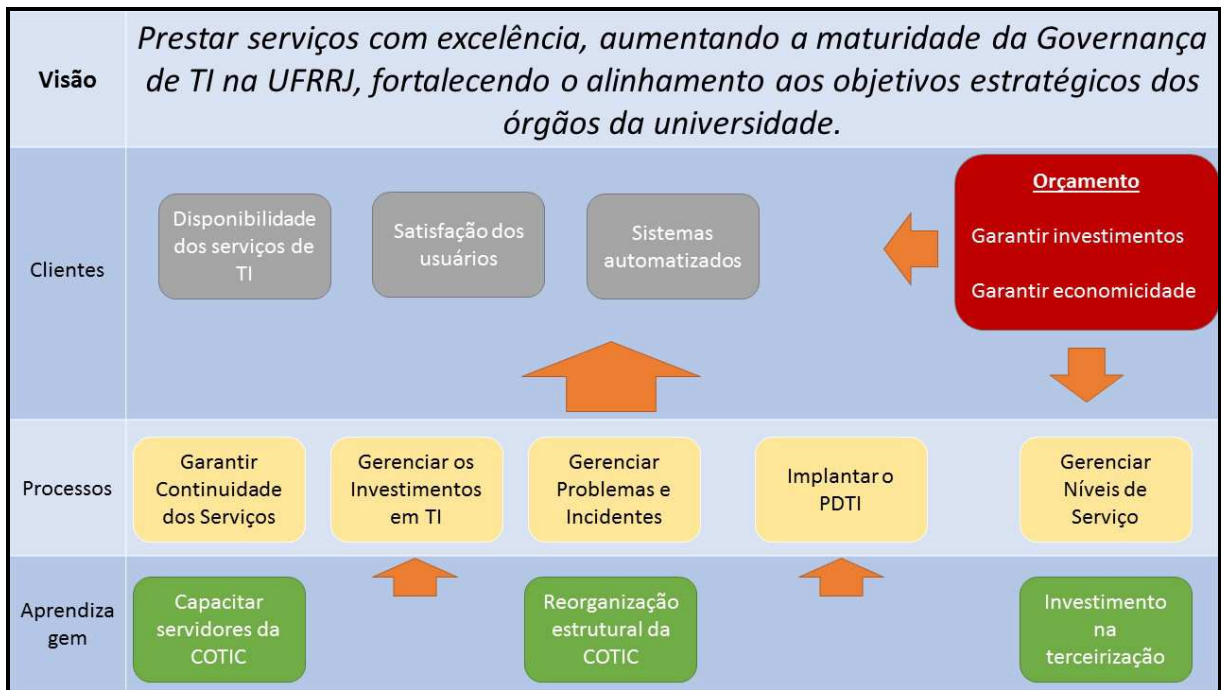 Visão
Prestar serviços com excelência, aumentando a maturidade da Governança
de TI na UFRRJ, fortalecendo o alinhamento aos objetivos estratégicos dos
órgãos da universidade.
Clientes
Disponibilidade
dos serviços de
TI
Satisfação dos
usuários
Sistemas
automatizados
Orçamento
Garantir investimentos
Garantir economicidade
Processos
Garantir
Continuidade
dos Serviços
Gerenciar os
Investimentos
em TI
Gerenciar
Problemas e
Incidentes
Implantar o
PDTI
Gerenciar
Níveis de
Serviço
Aprendiza
gem
Capacitar
servidores da
COTIC
Reorganização
estrutural da
COTIC
Investimento
na
terceirização